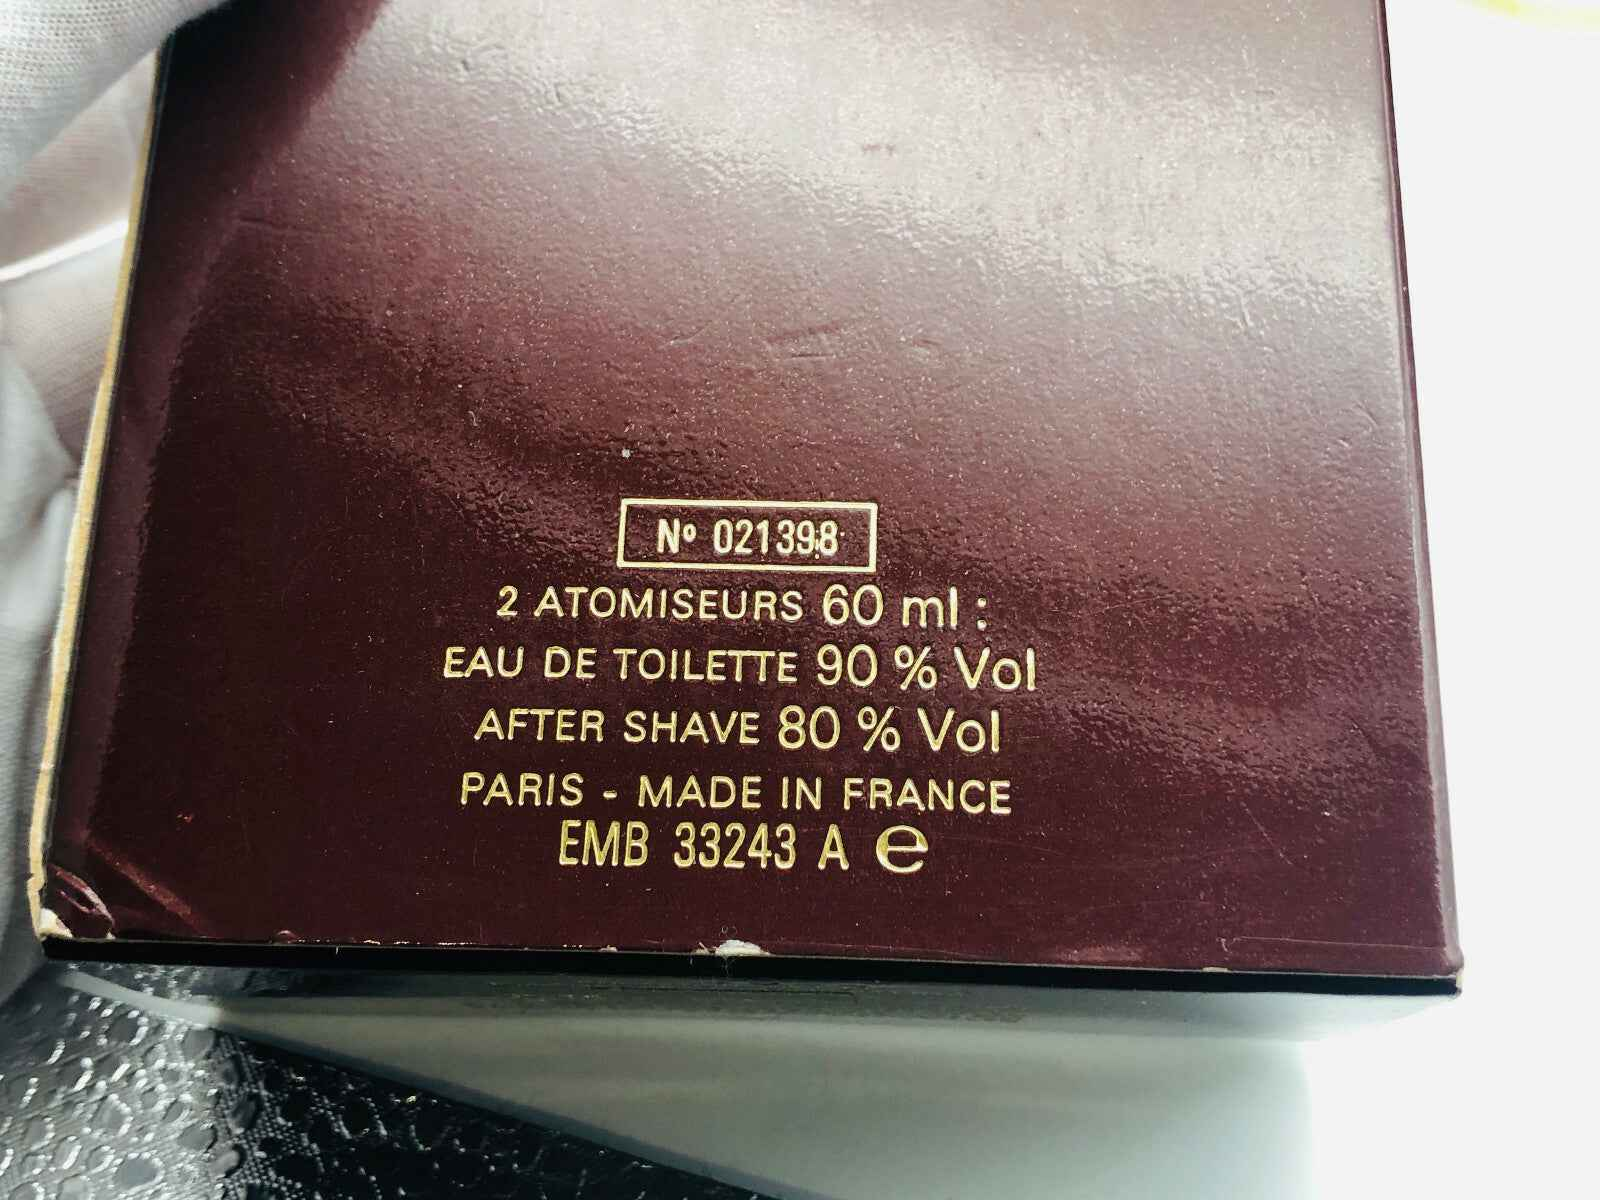 Nº 021398
2 ATOMISEURS 60 ml :
EAU DE TOILETTE 90 % Vol
AFTER SHAVE 80 % Vol
PARIS - MADE IN FRANCE
EMB 33243 A ℮